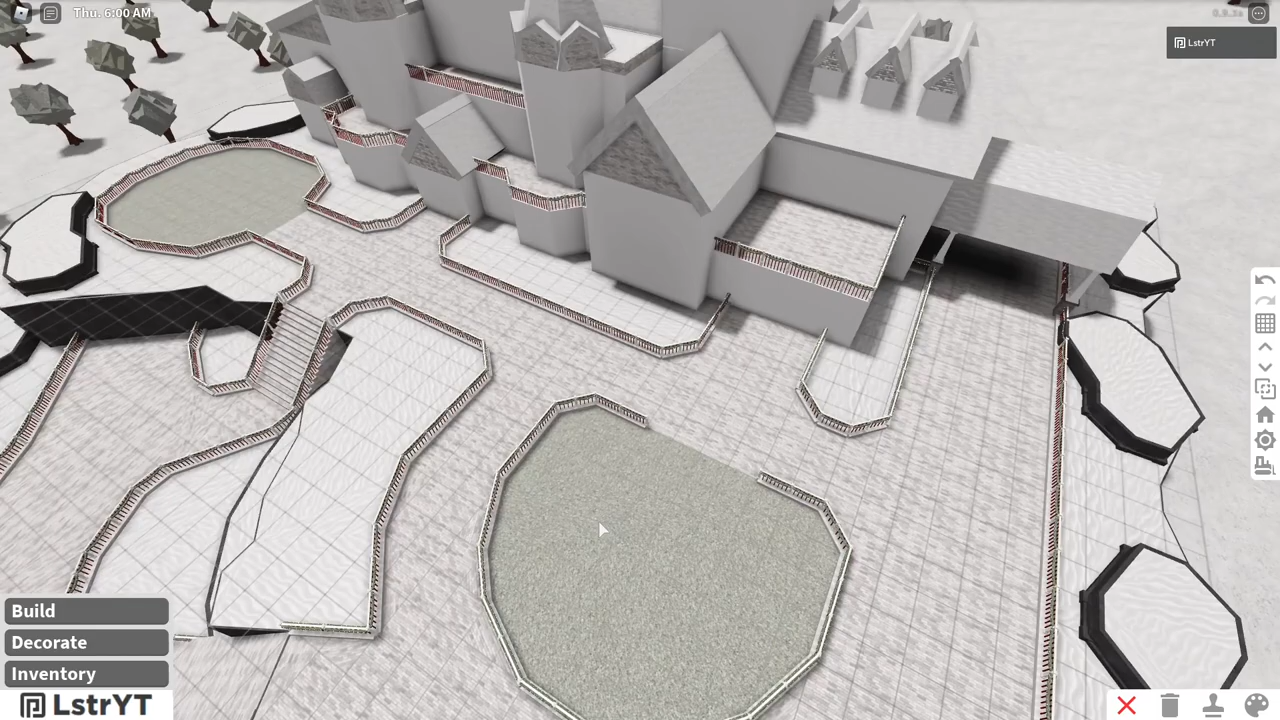 Thu. 6:00 AM
LstrYT
Build
Decorate
Inventory
LstrYT